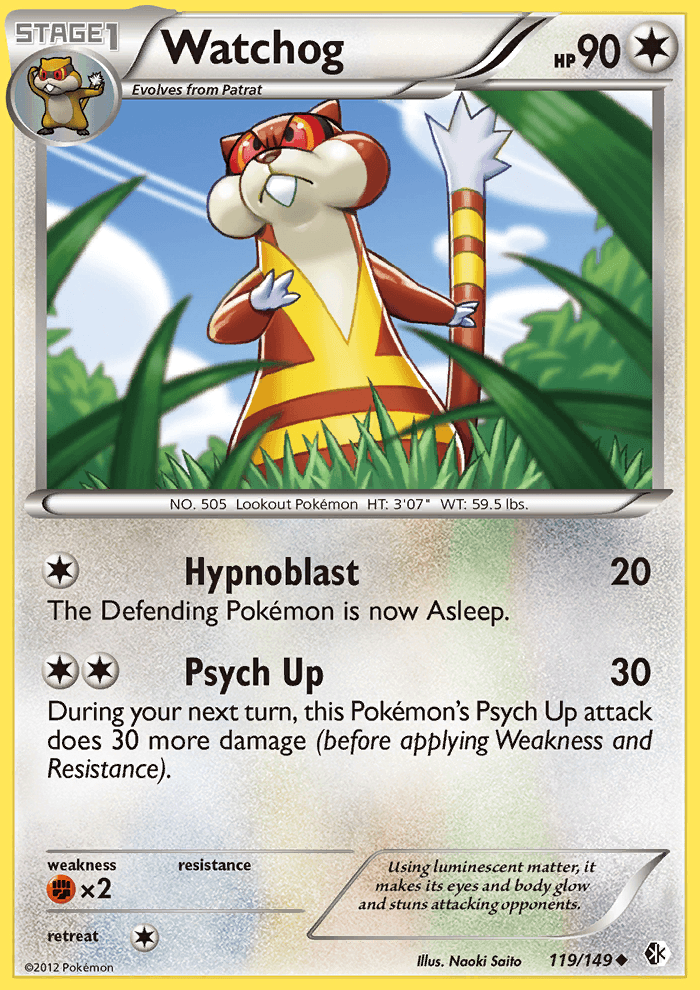 STAGE1
Watchog
HP 90
Evolves from Patrat
NO. 505 Lookout Pokémon HT: 3'07" WT: 59.5 lbs.
Hypnoblast 20
The Defending Pokémon is now Asleep.
Psych Up 30
During your next turn, this Pokémon's Psych Up attack
does 30 more damage (before applying Weakness and
Resistance).
weakness resistance
×2
Using luminescent matter, it
makes its eyes and body glow
and stuns attacking opponents.
retreat
©2012 Pokémon
Illus. Naoki Saito 119/149